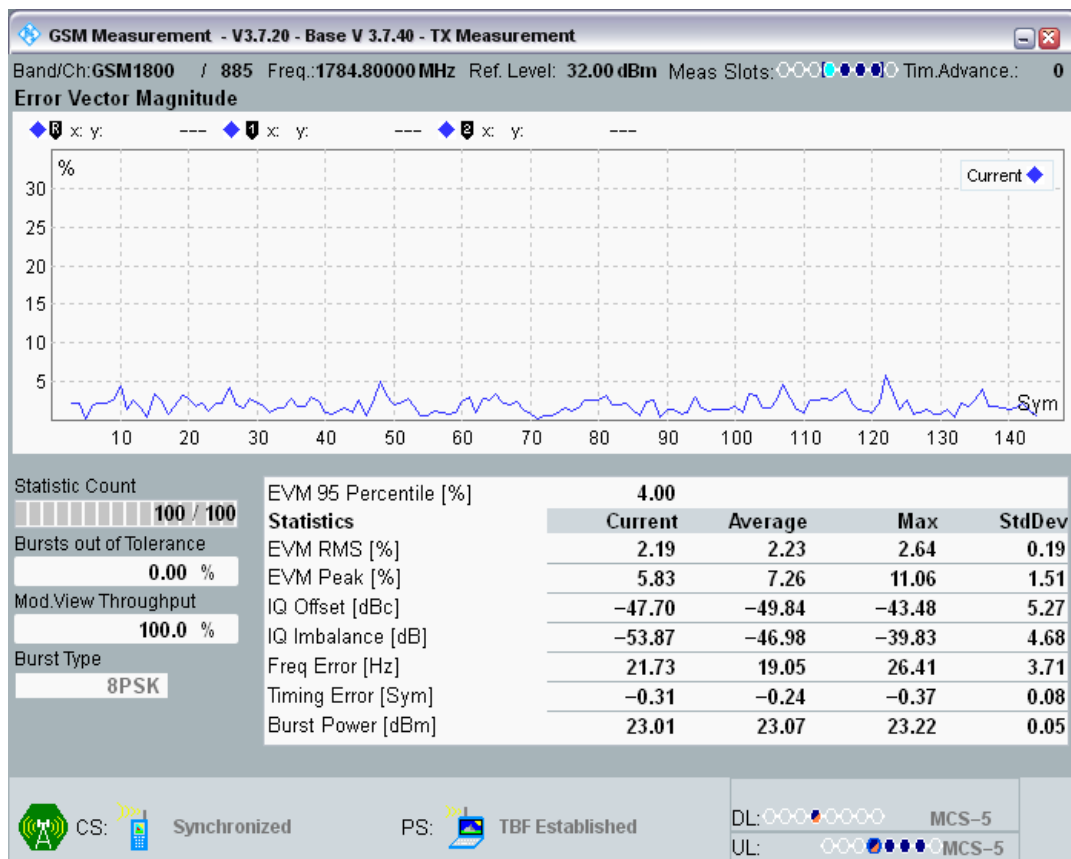 GSM Measurement - V3.7.20 - Base V 3.7.40 - TX Measurement
Band/Ch:GSM1800 / 885 Freq.:1784.80000 MHz Ref. Level: 32.00 dBm Meas Slots: Tim.Advance.: 0
Error Vector Magnitude
R x: y: --- 1 x: y: --- 2 x: y: ---
%
Current
30
25
20
15
10
5
Sym
10 20 30 40 50 60 70 80 90 100 110 120 130 140
Statistic Count
100 / 100
Bursts out of Tolerance
0.00 %
Mod.View Throughput
100.0 %
Burst Type
8PSK
EVM 95 Percentile [%] 4.00
Statistics Current Average Max StdDev
EVM RMS [%] 2.19 2.23 2.64 0.19
EVM Peak [%] 5.83 7.26 11.06 1.51
IQ Offset [dBc] −47.70 −49.84 −43.48 5.27
IQ Imbalance [dB] −53.87 −46.98 −39.83 4.68
Freq Error [Hz] 21.73 19.05 26.41 3.71
Timing Error [Sym] −0.31 −0.24 −0.37 0.08
Burst Power [dBm] 23.01 23.07 23.22 0.05
CS: Synchronized PS: TBF Established
DL: MCS−5
UL: MCS−5